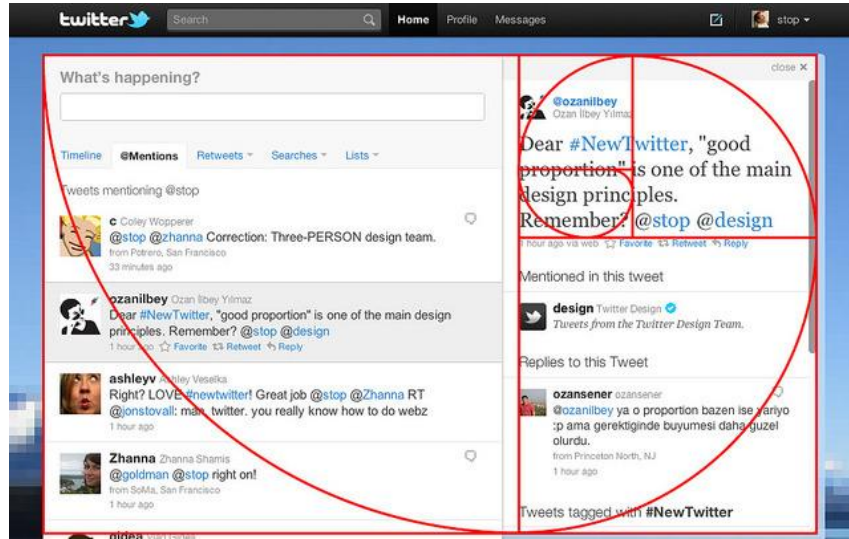 twitter
Search
Home
Profile
Messages
stop
What's happening?
Timeline
@Mentions
Retweets
Searches
Lists
Tweets mentioning @stop
c Coley Wopperer
@stop @zhanna Correction: Three-PERSON design team.
from Potrero, San Francisco
33 minutes ago
ozanilbey Ozan İlbey Yılmaz
Dear #NewTwitter, "good proportion" is one of the main design
principles. Remember? @stop @design
1 hour ago Favorite Retweet Reply
ashleyv Ashley Veselka
Right? LOVE #newtwitter! Great job @stop @Zhanna RT
@jonstovall: man, twitter. you really know how to do webz
1 hour ago
Zhanna Zhanna Shamis
@goldman @stop right on!
from SoMa, San Francisco
1 hour ago
close X
@ozanilbey
Ozan İlbey Yılmaz
Dear #NewTwitter, "good
proportion" is one of the main
design principles.
Remember? @stop @design
1 hour ago via web Favorite Retweet Reply
Mentioned in this tweet
design Twitter Design
Tweets from the Twitter Design Team.
Replies to this Tweet
ozansener ozansener
@ozanilbey ya o proportion bazen ise yariyo
:p ama gerektiginde buyumesi daha guzel
olurdu.
from Princeton North, NJ
1 hour ago
Tweets tagged with #NewTwitter